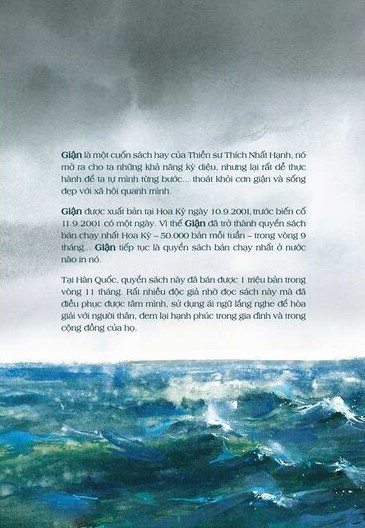 Giận là một cuốn sách hay của Thiền sư Thích Nhất Hạnh, nó
mở ra cho ta những khả năng kỳ diệu, nhưng lại rất dễ thực
hành để ta tự mình từng bước... thoát khỏi cơn giận và sống
đẹp với xã hội quanh mình.
Giận được xuất bản tại Hoa Kỳ ngày 10.9.2001, trước biến cố
11.9.2001 có một ngày. Vì thế Giận đã trở thành quyển sách
bán chạy nhất Hoa Kỳ – 50.000 bản mỗi tuần – trong vòng 9
tháng... Giận tiếp tục là quyển sách bán chạy nhất ở nước
nào in nó.
Tại Hàn Quốc, quyển sách này đã bán được 1 triệu bản trong
vòng 11 tháng. Rất nhiều độc giả nhờ đọc sách này mà đã
điều phục được tâm mình, sử dụng ái ngữ lắng nghe để hòa
giải với người thân, đem lại hạnh phúc trong gia đình và trong
cộng đồng của họ.